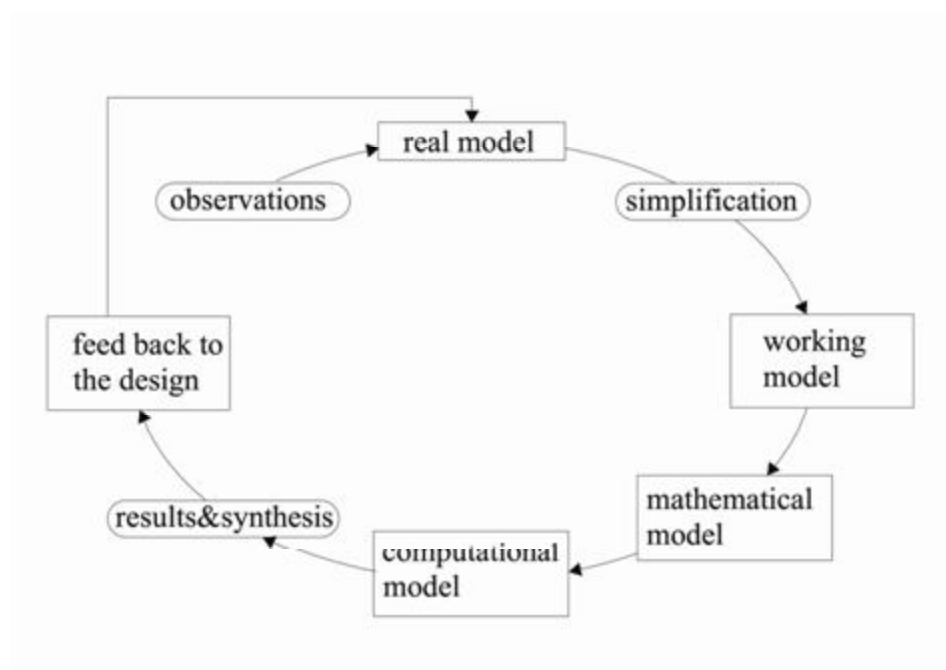 real model
observations
simplification
feed back to
the design
working
model
mathematical
model
results&synthesis
computational
model